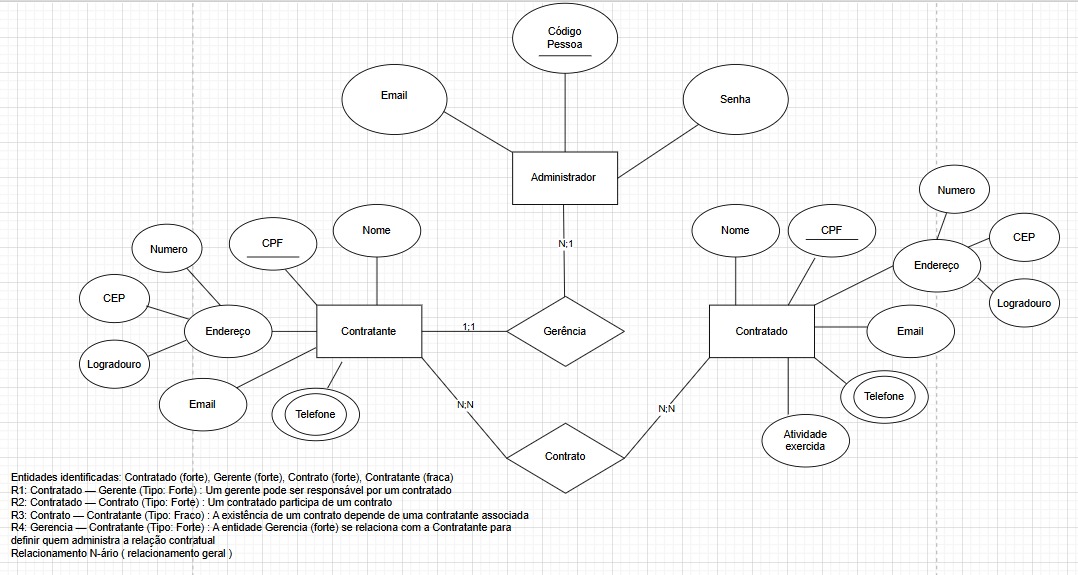 Código
Pessoa
Email
Senha
Administrador
Numero
CPF
Nome
N;1
Nome
CPF
Numero
CEP
Endereço
CEP
Endereço
Logradouro
Contratante
1;1
Gerência
Contratado
Email
Logradouro
Email
Telefone
N;N
N;N
Telefone
Atividade
exercida
Contrato
Entidades identificadas: Contratado (forte), Gerente (forte), Contrato (forte), Contratante (fraca)
R1: Contratado — Gerente (Tipo: Forte) : Um gerente pode ser responsável por um contratado
R2: Contratado — Contrato (Tipo: Forte) : Um contratado participa de um contrato
R3: Contrato — Contratante (Tipo: Fraco) : A existência de um contrato depende de uma contratante associada
R4: Gerencia — Contratante (Tipo: Forte) : A entidade Gerencia (forte) se relaciona com a Contratante para
definir quem administra a relação contratual
Relacionamento N-ário ( relacionamento geral )